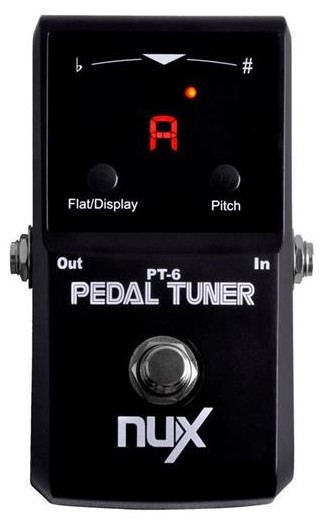 ♭ #
A
Flat/Display Pitch
Out In
PT-6
PEDAL TUNER
nux